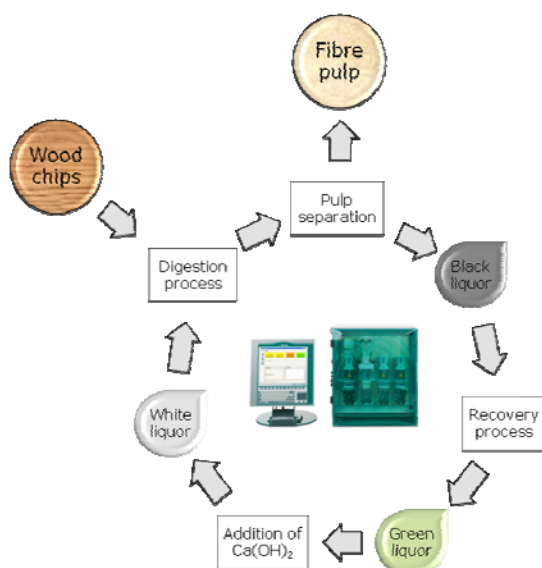 Fibre
pulp
Wood
chips
Pulp
separation
Digestion
process
Black
liquor
White
liquor
Recovery
process
Addition of
Ca(OH)₂
Green
liquor